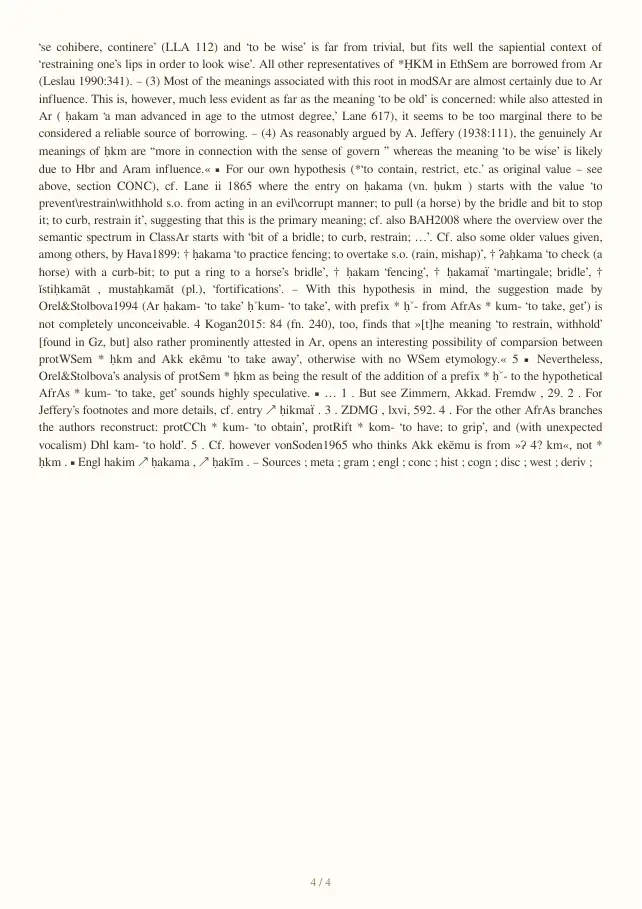 ‘se cohibere, continere’ (LLA 112) and ‘to be wise’ is far from trivial, but fits well the sapiential context of
‘restraining one’s lips in order to look wise’. All other representatives of *ḤKM in EthSem are borrowed from Ar
(Leslau 1990:341). – (3) Most of the meanings associated with this root in modSAr are almost certainly due to Ar
influence. This is, however, much less evident as far as the meaning ‘to be old’ is concerned: while also attested in
Ar ( ḥakam ‘a man advanced in age to the utmost degree,’ Lane 617), it seems to be too marginal there to be
considered a reliable source of borrowing. – (4) As reasonably argued by A. Jeffery (1938:111), the genuinely Ar
meanings of ḥkm are “more in connection with the sense of govern ” whereas the meaning ‘to be wise’ is likely
due to Hbr and Aram influence.« ▪ For our own hypothesis (*‘to contain, restrict, etc.’ as original value – see
above, section CONC), cf. Lane ii 1865 where the entry on ḥakama (vn. ḥukm ) starts with the value ‘to
prevent\restrain\withhold s.o. from acting in an evil\corrupt manner; to pull (a horse) by the bridle and bit to stop
it; to curb, restrain it’, suggesting that this is the primary meaning; cf. also BAH2008 where the overview over the
semantic spectrum in ClassAr starts with ‘bit of a bridle; to curb, restrain; …’. Cf. also some older values given,
among others, by Hava1899: † ḥakama ‘to practise fencing; to overtake s.o. (rain, mishap)’, † ʔaḥkama ‘to check (a
horse) with a curb-bit; to put a ring to a horse’s bridle’, † ḥakam ‘fencing’, † ḥakamaẗ ‘martingale; bridle’, †
ĭstiḥkamāt , mustaḥkamāt (pl.), ‘fortifications’. – With this hypothesis in mind, the suggestion made by
Orel&Stolbova1994 (Ar ḥakam- ‘to take’ ḥˇkum- ‘to take’, with prefix * ḥˇ- from AfrAs * kum- ‘to take, get’) is
not completely unconceivable. 4 Kogan2015: 84 (fn. 240), too, finds that »[t]he meaning ‘to restrain, withhold’
[found in Gz, but] also rather prominently attested in Ar, opens an interesting possibility of comparsion between
protWSem * ḥkm and Akk ekēmu ‘to take away’, otherwise with no WSem etymology.« 5 ▪ Nevertheless,
Orel&Stolbova’s analysis of protSem * ḥkm as being the result of the addition of a prefix * ḥˇ- to the hypothetical
AfrAs * kum- ‘to take, get’ sounds highly speculative. ▪ … 1 . But see Zimmern, Akkad. Fremdw , 29. 2 . For
Jeffery’s footnotes and more details, cf. entry ↗ ḥikmaẗ . 3 . ZDMG , lxvi, 592. 4 . For the other AfrAs branches
the authors reconstruct: protCCh * kum- ‘to obtain’, protRift * kom- ‘to have; to grip’, and (with unexpected
vocalism) Dhl kam- ‘to hold’. 5 . Cf. however vonSoden1965 who thinks Akk ekēmu is from »ʔ 4? km«, not *
ḥkm . ▪ Engl hakim ↗ ḥakama , ↗ ḥakīm . – Sources ; meta ; gram ; engl ; conc ; hist ; cogn ; disc ; west ; deriv ;
4 / 4